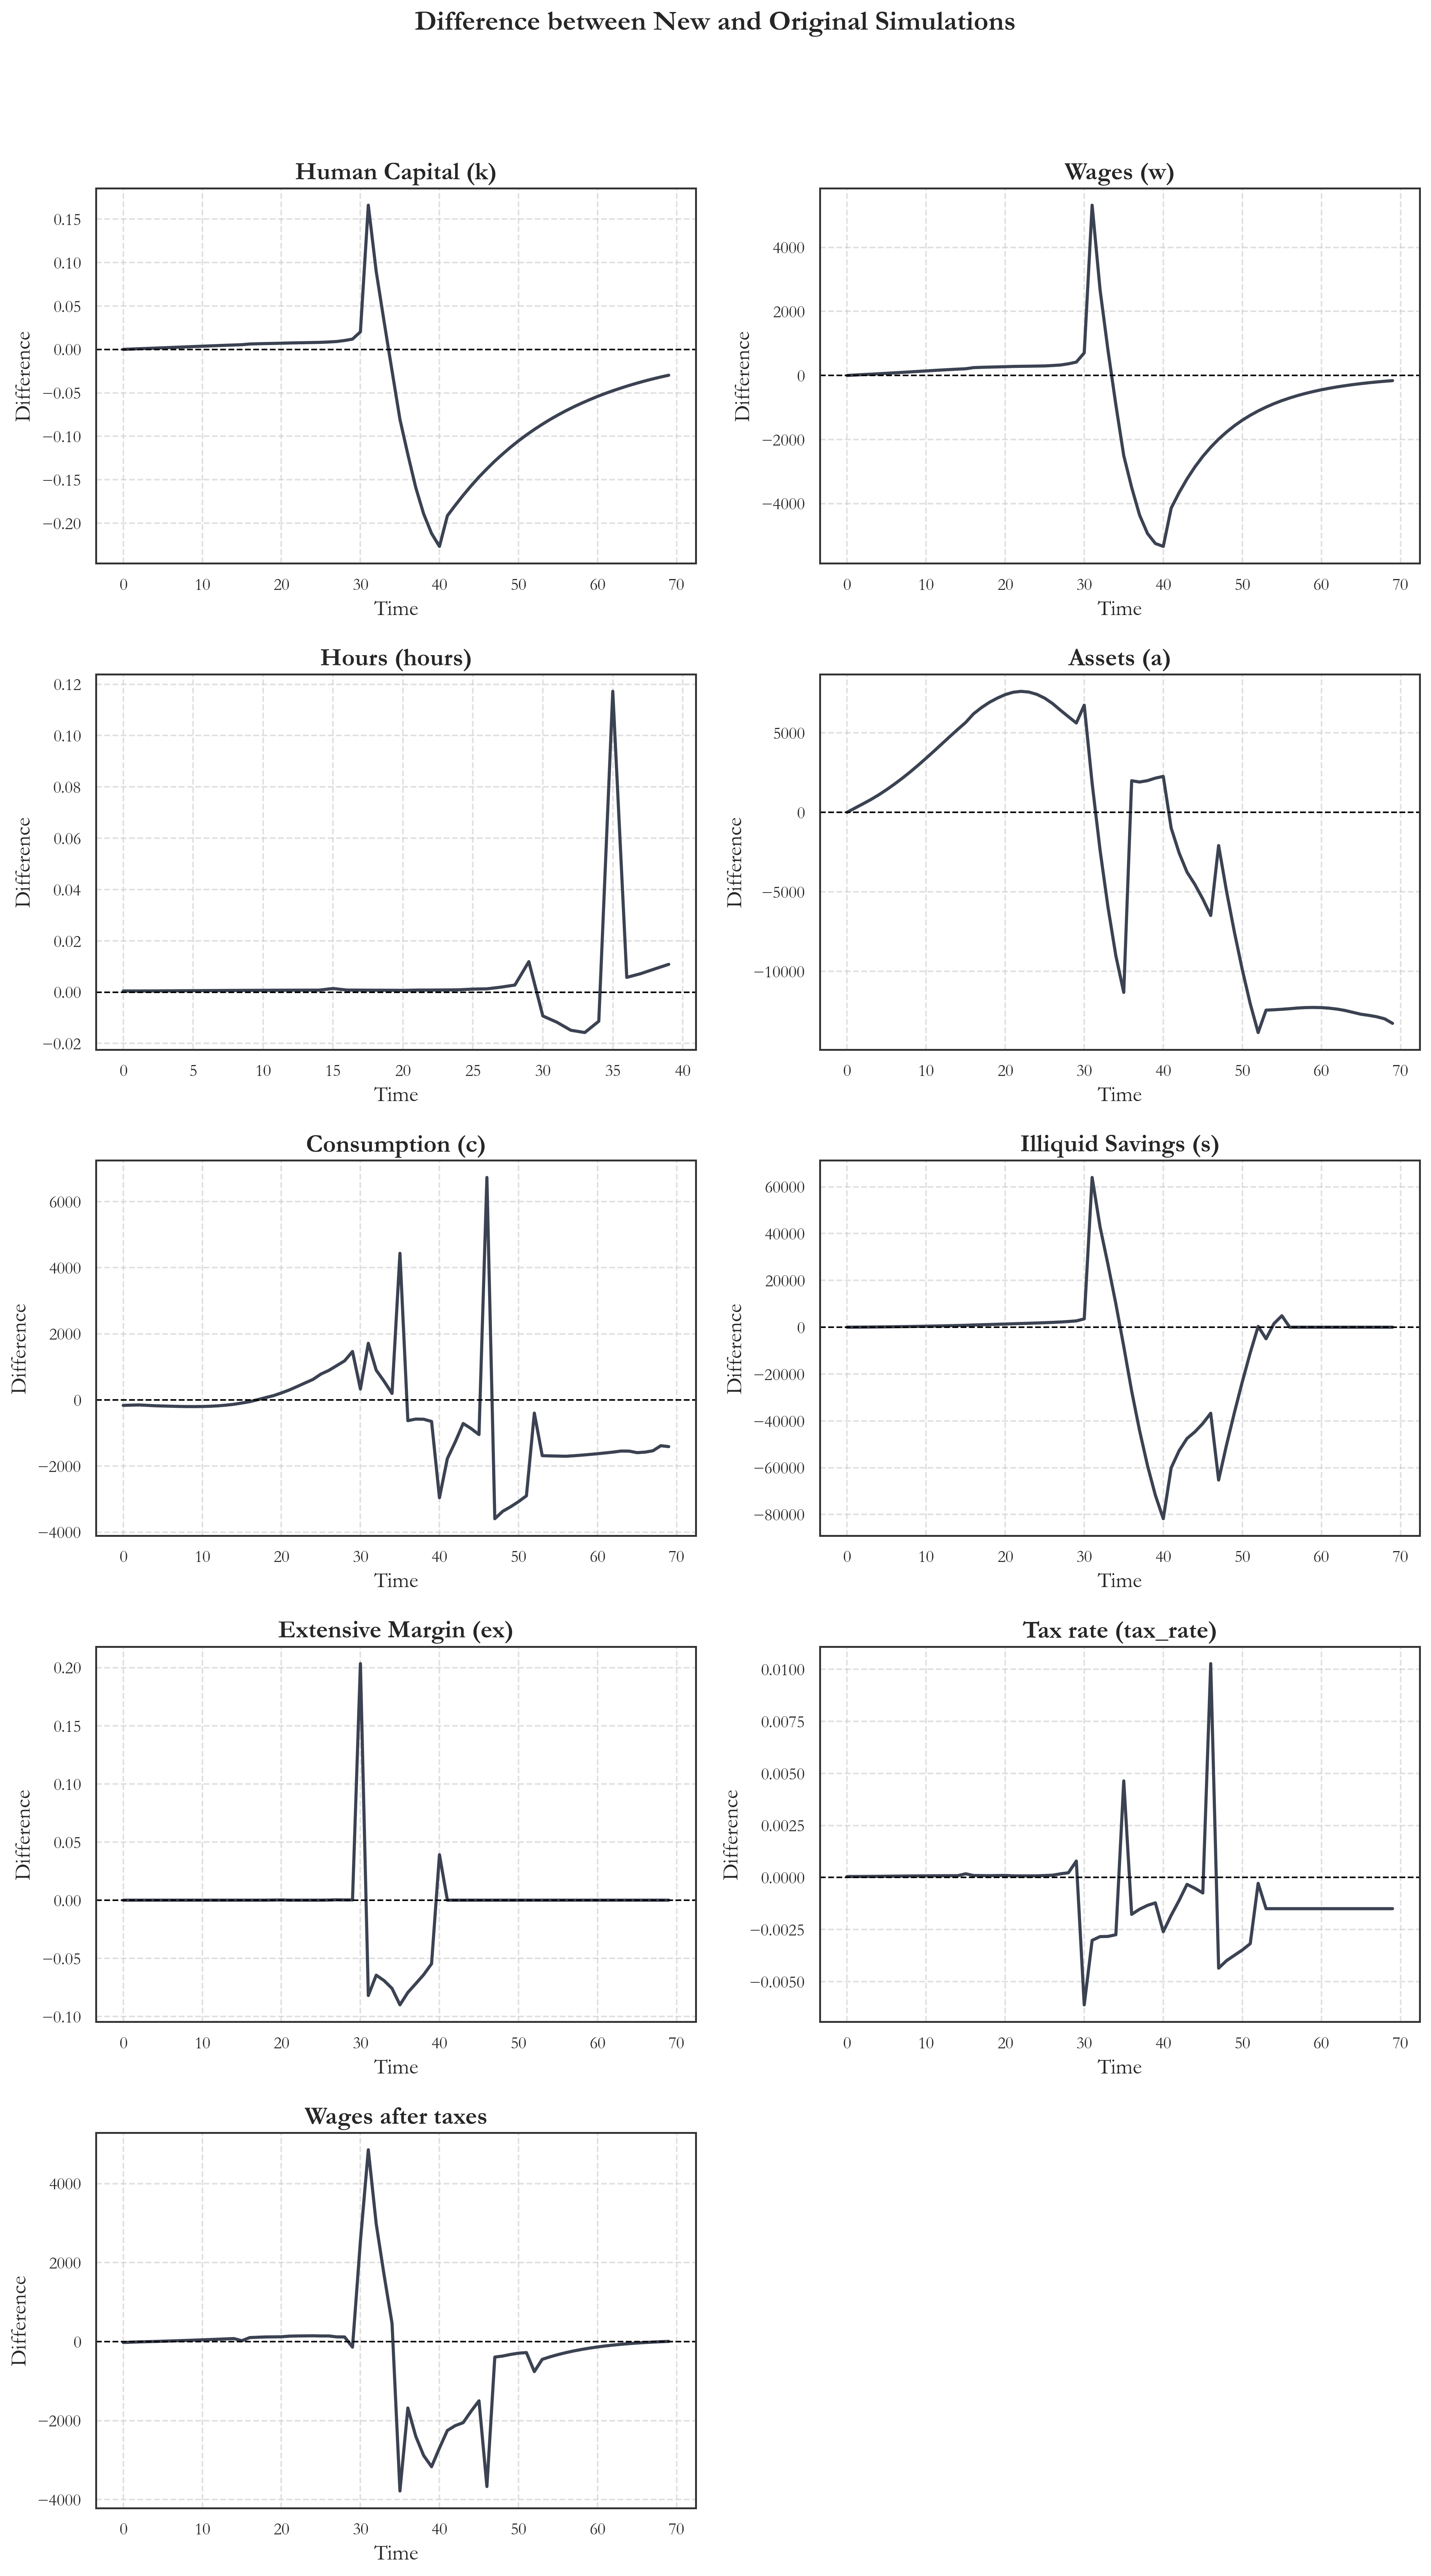 Difference between New and Original Simulations
Human Capital (k)
Difference
0.15
0.10
0.05
0.00
−0.05
−0.10
−0.15
−0.20
0 10 20 30 40 50 60 70
Time
Wages (w)
Difference
4000
2000
0
−2000
−4000
0 10 20 30 40 50 60 70
Time
Hours (hours)
Difference
0.12
0.10
0.08
0.06
0.04
0.02
0.00
−0.02
0 5 10 15 20 25 30 35 40
Time
Assets (a)
Difference
5000
0
−5000
−10000
0 10 20 30 40 50 60 70
Time
Consumption (c)
Difference
6000
4000
2000
0
−2000
−4000
0 10 20 30 40 50 60 70
Time
Illiquid Savings (s)
Difference
60000
40000
20000
0
−20000
−40000
−60000
−80000
0 10 20 30 40 50 60 70
Time
Extensive Margin (ex)
Difference
0.20
0.15
0.10
0.05
0.00
−0.05
−0.10
0 10 20 30 40 50 60 70
Time
Tax rate (tax_rate)
Difference
0.0100
0.0075
0.0050
0.0025
0.0000
−0.0025
−0.0050
0 10 20 30 40 50 60 70
Time
Wages after taxes
Difference
4000
2000
0
−2000
−4000
0 10 20 30 40 50 60 70
Time